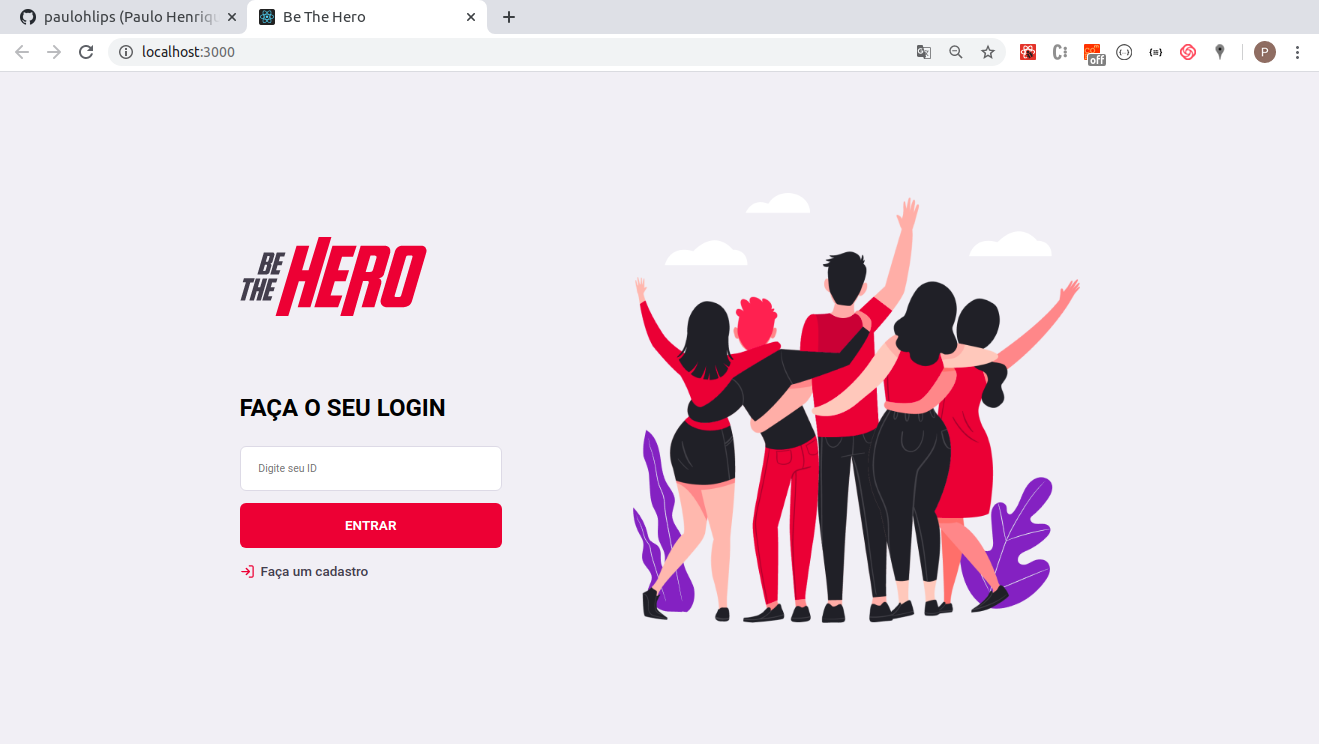 paulohlips (Paulo Henriqu
Be The Hero
localhost:3000
off
P
BE
THE
HERO
FAÇA O SEU LOGIN
Digite seu ID
ENTRAR
Faça um cadastro